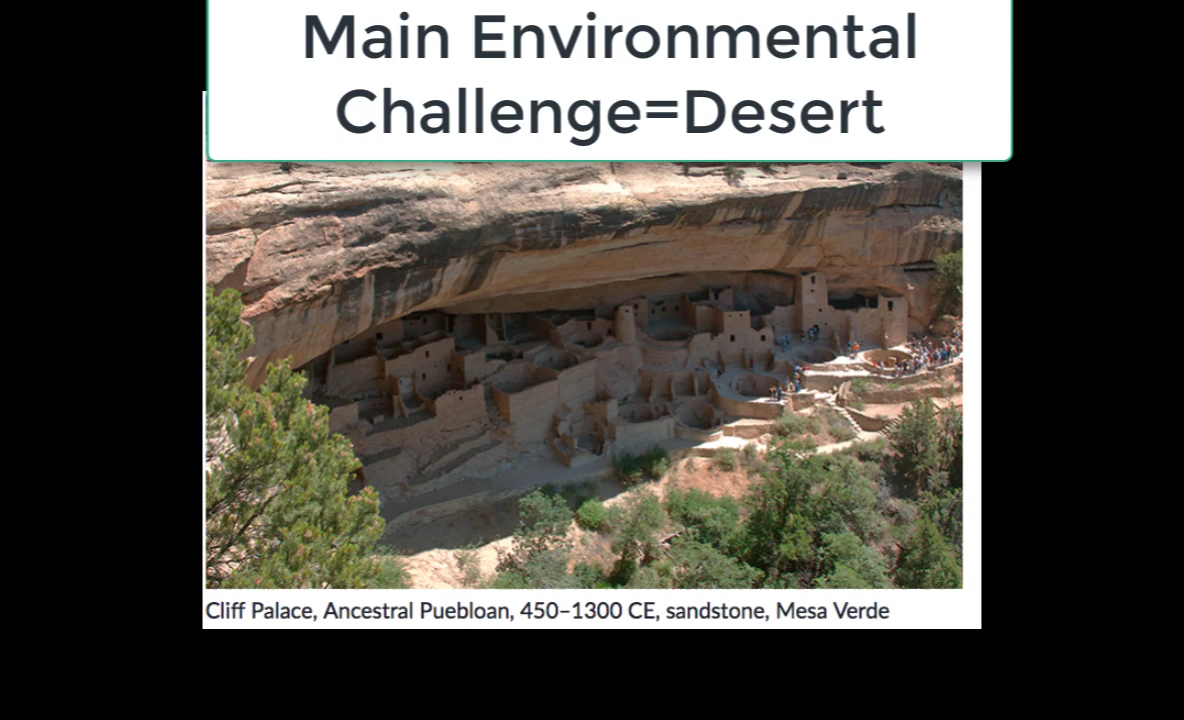 Main Environmental
Challenge=Desert
Cliff Palace, Ancestral Puebloan, 450–1300 CE, sandstone, Mesa Verde